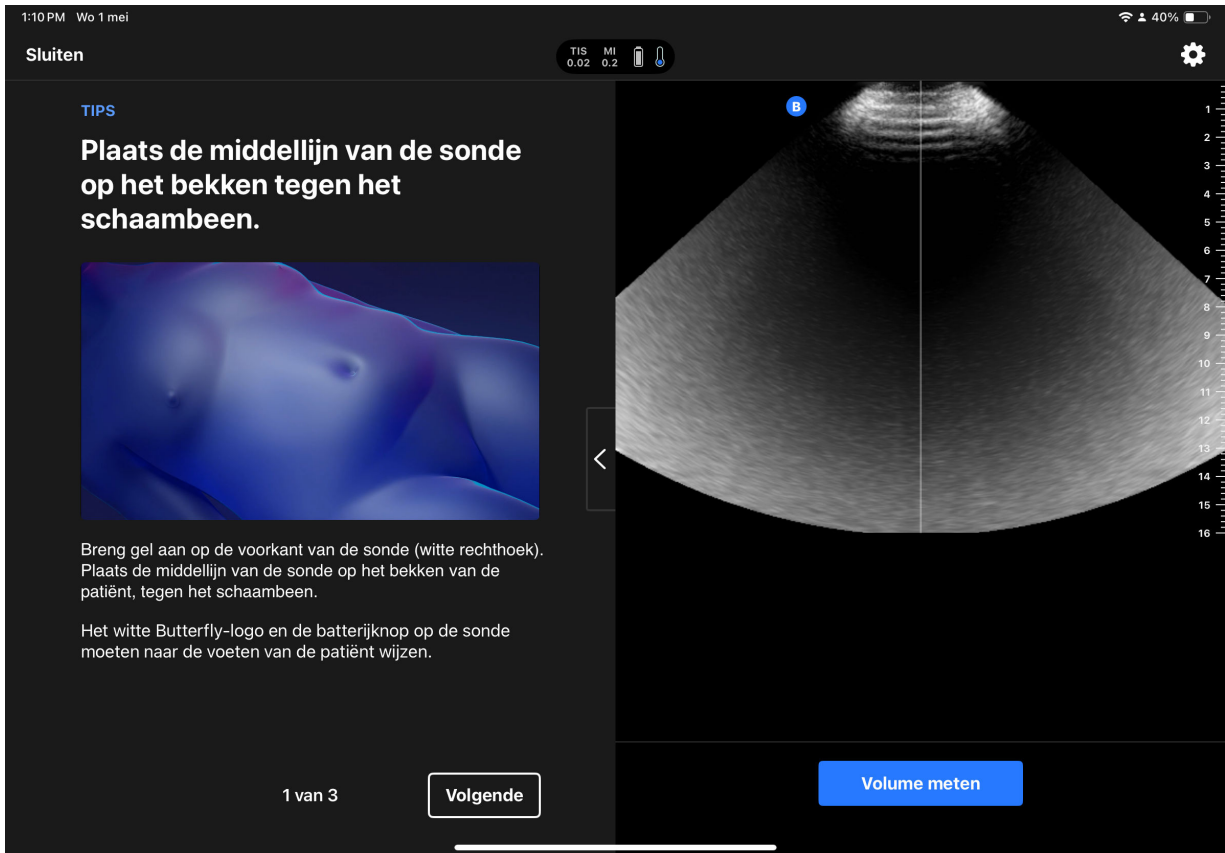 1:10 PM Wo 1 mei
40%
Sluiten
TIS MI
0.02 0.2
TIPS
Plaats de middellijn van de sonde
op het bekken tegen het
schaambeen.
Breng gel aan op de voorkant van de sonde (witte rechthoek).
Plaats de middellijn van de sonde op het bekken van de
patiënt, tegen het schaambeen.
Het witte Butterfly-logo en de batterijknop op de sonde
moeten naar de voeten van de patiënt wijzen.
1 van 3
Volgende
B
1
2
3
4
5
6
7
8
9
10
11
12
13
14
15
16
Volume meten